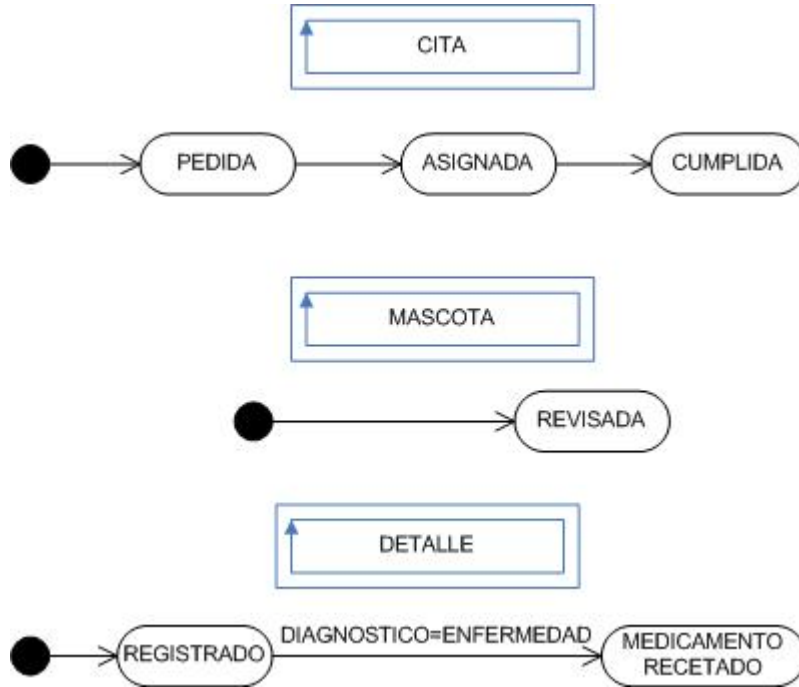 CITA
PEDIDA
ASIGNADA
CUMPLIDA
MASCOTA
REVISADA
DETALLE
REGISTRADO
DIAGNOSTICO=ENFERMEDAD
MEDICAMENTO
RECETADO